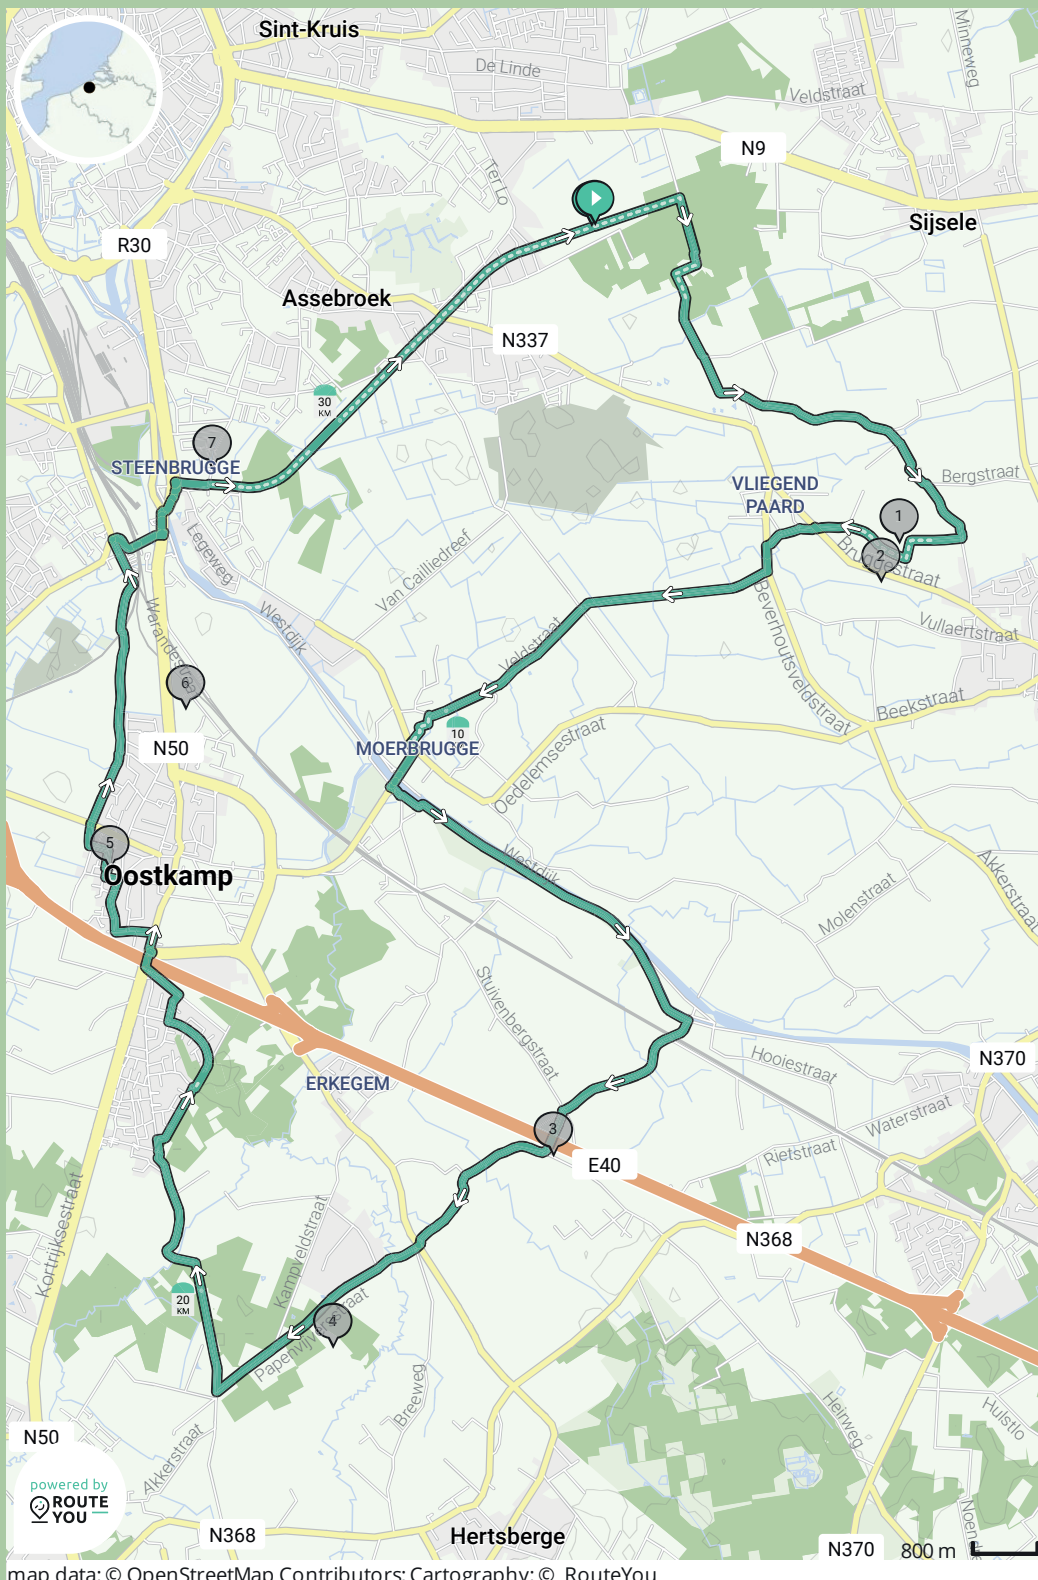 Sint-Kruis
De Linde
Minneweg
Veldstraat
N9
Ter Lo
Sijsele
R30
Assebroek
N337
30
KM
7
STEENBRUGGE
VLIEGEND
PAARD
Bergstraat
1
2
Bruggestraat
Legeweg
Van Cailliedreef
Westdijk
Warandestraat
Beverhoutsveldstraat
Vullaertstraat
Veldstraat
6
Beekstraat
N50
10
MOERBRUGGE
Oedelemsestraat
5
Oostkamp
Westdijk
Akkerstraat
Molenstraat
Stuivenbergstraat
Hooiestraat
N370
ERKEGEM
Waterstraat
3
Rietstraat
E40
Kortrijksestraat
Kampveldstraat
N368
20
KM
4
Papenvijverstraat
Breeweg
Heirweg
Hulstlo
N50
Akkerstraat
powered by
ROUTE
YOU
N368
Hertsberge
N370
800 m
map data: © OpenStreetMap Contributors; Cartography: © RouteYou